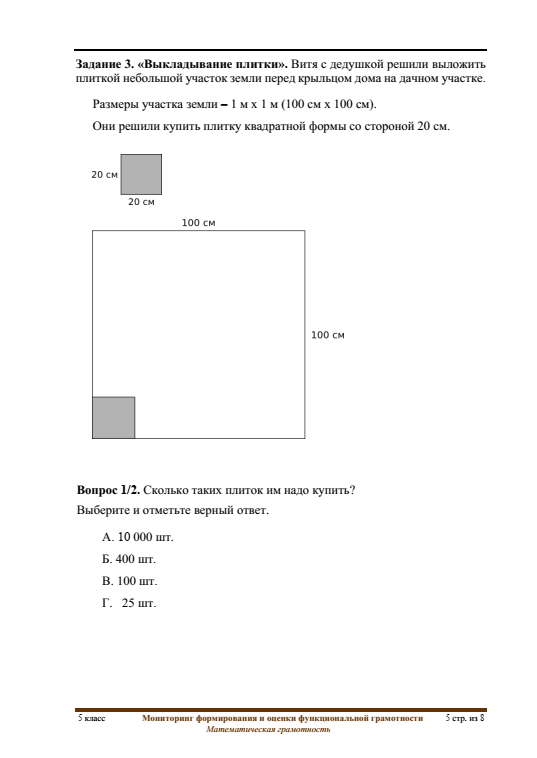 Задание 3. «Выкладывание плитки». Витя с дедушкой решили выложить
плиткой небольшой участок земли перед крыльцом дома на дачном участке.
Размеры участка земли – 1 м х 1 м (100 см х 100 см).
Они решили купить плитку квадратной формы со стороной 20 см.
20 см
20 см
100 см
100 см
Вопрос 1/2. Сколько таких плиток им надо купить?
Выберите и отметьте верный ответ.
А. 10 000 шт.
Б. 400 шт.
В. 100 шт.
Г. 25 шт.
5 класс Мониторинг формирования и оценки функциональной грамотности 5 стр. из 8
Математическая грамотность